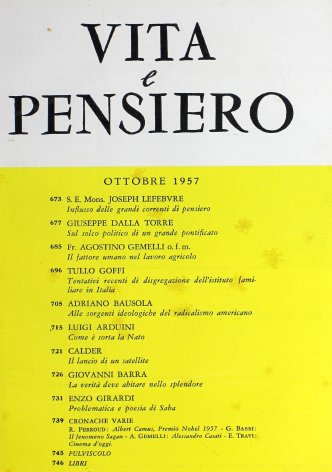 VITA
e
PENSIERO
OTTOBRE 1957
673 S. E. Mons. JOSEPH LEFEBVRE
Influsso delle grandi correnti di pensiero
677 GIUSEPPE DALLA TORRE
Sul solco politico di un grande pontificato
685 Fr. AGOSTINO GEMELLI o. f. m.
Il fattore umano nel lavoro agricolo
696 TULLO GOFFI
Tentativi recenti di disgregazione dell'istituto fami-
liare in Italia
705 ADRIANO BAUSOLA
Alle sorgenti ideologiche del radicalismo americano
715 LUIGI ARDUINI
Come è sorta la Nato
721 CALDER
Il lancio di un satellite
726 GIOVANNI BARRA
La verità deve abitare nello splendore
731 ENZO GIRARDI
Problematica e poesia di Saba
739 CRONACHE VARIE
R. PERROUD: Albert Camus, Premio Nobel 1957 - G. BASSI:
Il fenomeno Sagan - A. GEMELLI: Alessandro Casati - E. TRAVI:
Cinema d'oggi.
745 PULVISCOLO
746 LIBRI